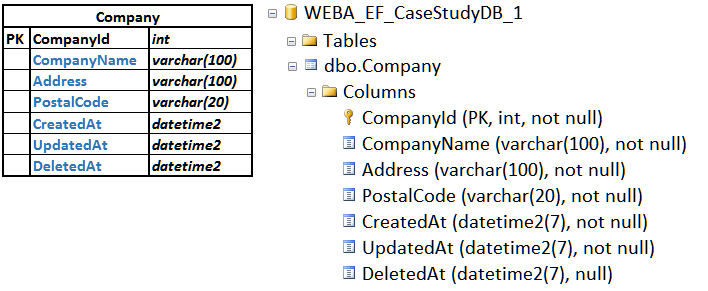 Company
PK CompanyId int
CompanyName varchar(100)
Address varchar(100)
PostalCode varchar(20)
CreatedAt datetime2
UpdatedAt datetime2
DeletedAt datetime2
WEBA_EF_CaseStudyDB_1
Tables
dbo.Company
Columns
CompanyId (PK, int, not null)
CompanyName (varchar(100), not null)
Address (varchar(100), not null)
PostalCode (varchar(20), not null)
CreatedAt (datetime2(7), not null)
UpdatedAt (datetime2(7), not null)
DeletedAt (datetime2(7), null)